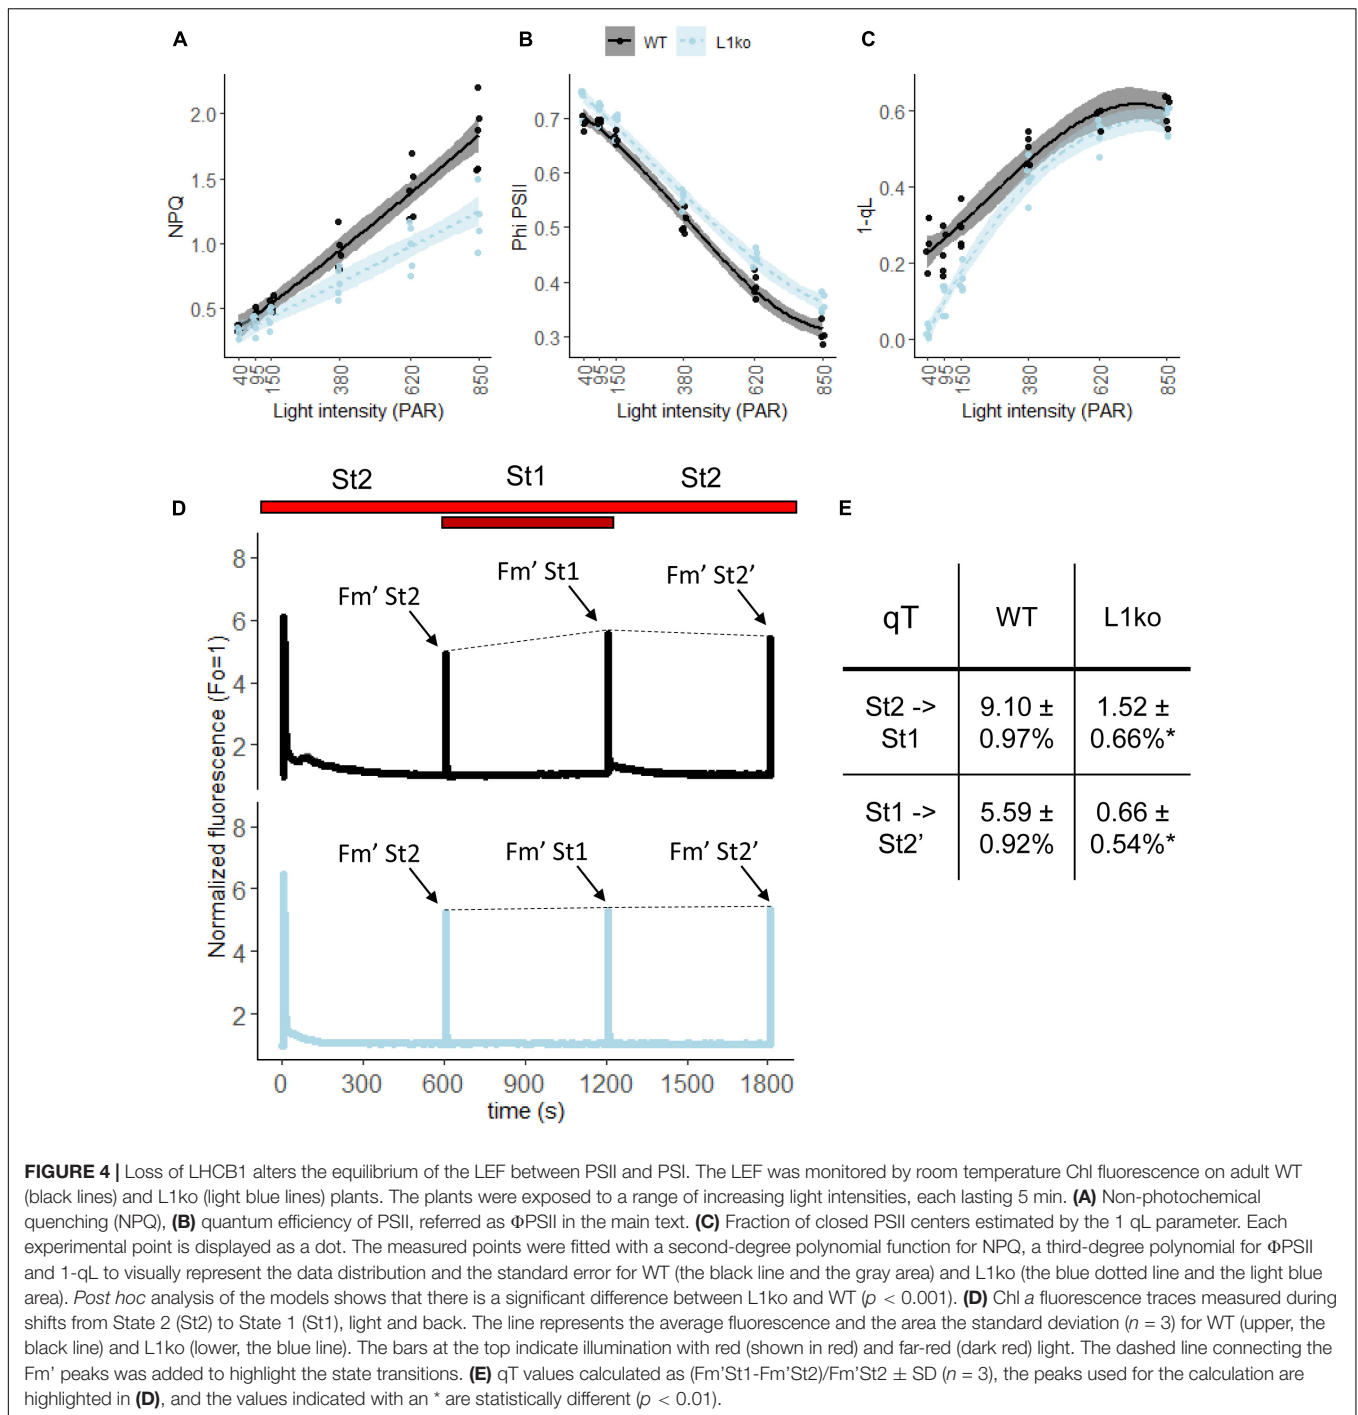 A
B
WT
L1ko
C
NPQ
2.0
1.5
1.0
0.5
40
95
150
380
620
850
Light intensity (PAR)
Phi PSII
0.7
0.6
0.5
0.4
0.3
40
95
150
380
620
850
Light intensity (PAR)
1-qL
0.6
0.4
0.2
0.0
40
95
150
380
620
850
Light intensity (PAR)
D
St2
St1
St2
Normalized fluorescence (Fo=1)
8
6
4
2
Fm’ St2
Fm’ St1
Fm’ St2’
8
6
4
2
Fm’ St2
Fm’ St1
Fm’ St2’
0
300
600
900
1200
1500
1800
time (s)
E
qT WT L1ko
St2 -> 9.10 ± 1.52 ±
St1 0.97% 0.66%*
St1 -> 5.59 ± 0.66 ±
St2’ 0.92% 0.54%*
FIGURE 4 | Loss of LHCB1 alters the equilibrium of the LEF between PSII and PSI. The LEF was monitored by room temperature Chl fluorescence on adult WT
(black lines) and L1ko (light blue lines) plants. The plants were exposed to a range of increasing light intensities, each lasting 5 min. (A) Non-photochemical
quenching (NPQ), (B) quantum efficiency of PSII, referred as ΦPSII in the main text. (C) Fraction of closed PSII centers estimated by the 1 qL parameter. Each
experimental point is displayed as a dot. The measured points were fitted with a second-degree polynomial function for NPQ, a third-degree polynomial for ΦPSII
and 1-qL to visually represent the data distribution and the standard error for WT (the black line and the gray area) and L1ko (the blue dotted line and the light blue
area). Post hoc analysis of the models shows that there is a significant difference between L1ko and WT (p < 0.001). (D) Chl a fluorescence traces measured during
shifts from State 2 (St2) to State 1 (St1), light and back. The line represents the average fluorescence and the area the standard deviation (n = 3) for WT (upper, the
black line) and L1ko (lower, the blue line). The bars at the top indicate illumination with red (shown in red) and far-red (dark red) light. The dashed line connecting the
Fm’ peaks was added to highlight the state transitions. (E) qT values calculated as (Fm’St1-Fm’St2)/Fm’St2 ± SD (n = 3), the peaks used for the calculation are
highlighted in (D), and the values indicated with an * are statistically different (p < 0.01).